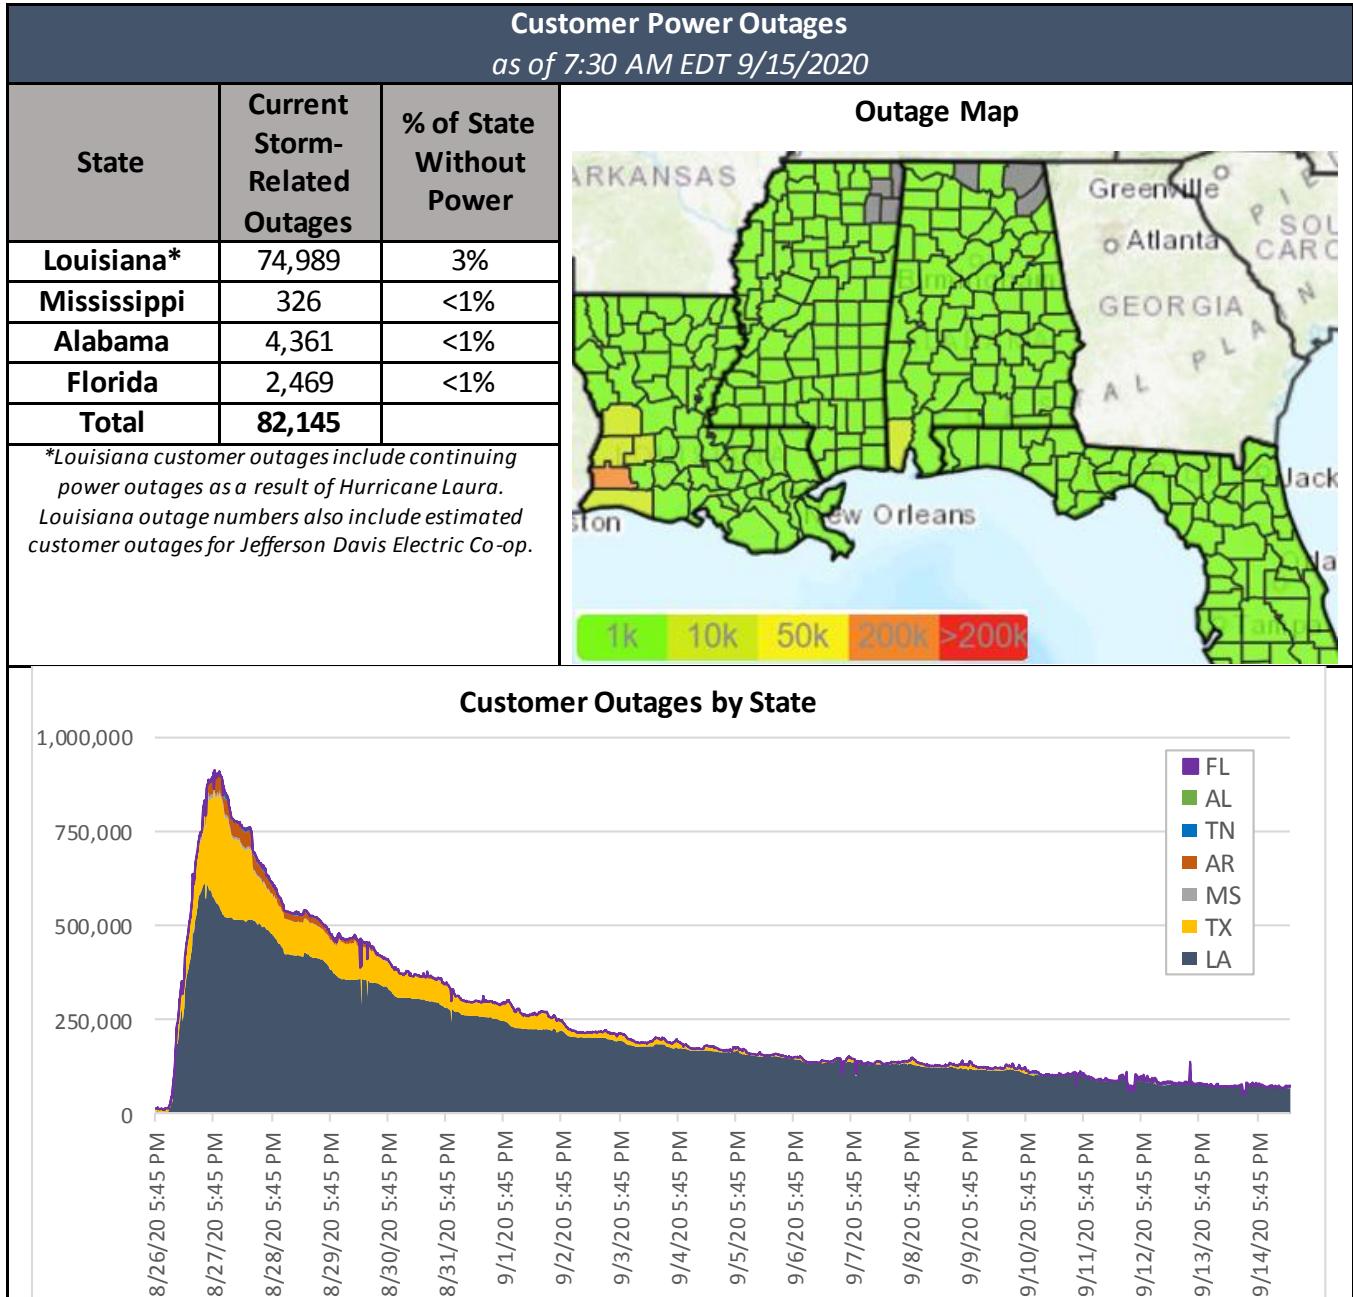 Customer Power Outages
as of 7:30 AM EDT 9/15/2020
State
Current
Storm-
Related
Outages
% of State
Without
Power
Louisiana* 74,989 3%
Mississippi 326 <1%
Alabama 4,361 <1%
Florida 2,469 <1%
Total 82,145
*Louisiana customer outages include continuing
power outages as a result of Hurricane Laura.
Louisiana outage numbers also include estimated
customer outages for Jefferson Davis Electric Co-op.
Outage Map
ARKANSAS
Greenville
PIE
SOU
CARO
Atlanta
GEORGIA
TAL PLAIN
Jack
ston
New Orleans
Tampa
1k 10k 50k 200k >200k
Customer Outages by State
1,000,000
750,000
500,000
250,000
0
FL
AL
TN
AR
MS
TX
LA
8/26/20 5:45 PM
8/27/20 5:45 PM
8/28/20 5:45 PM
8/29/20 5:45 PM
8/30/20 5:45 PM
8/31/20 5:45 PM
9/1/20 5:45 PM
9/2/20 5:45 PM
9/3/20 5:45 PM
9/4/20 5:45 PM
9/5/20 5:45 PM
9/6/20 5:45 PM
9/7/20 5:45 PM
9/8/20 5:45 PM
9/9/20 5:45 PM
9/10/20 5:45 PM
9/11/20 5:45 PM
9/12/20 5:45 PM
9/13/20 5:45 PM
9/14/20 5:45 PM